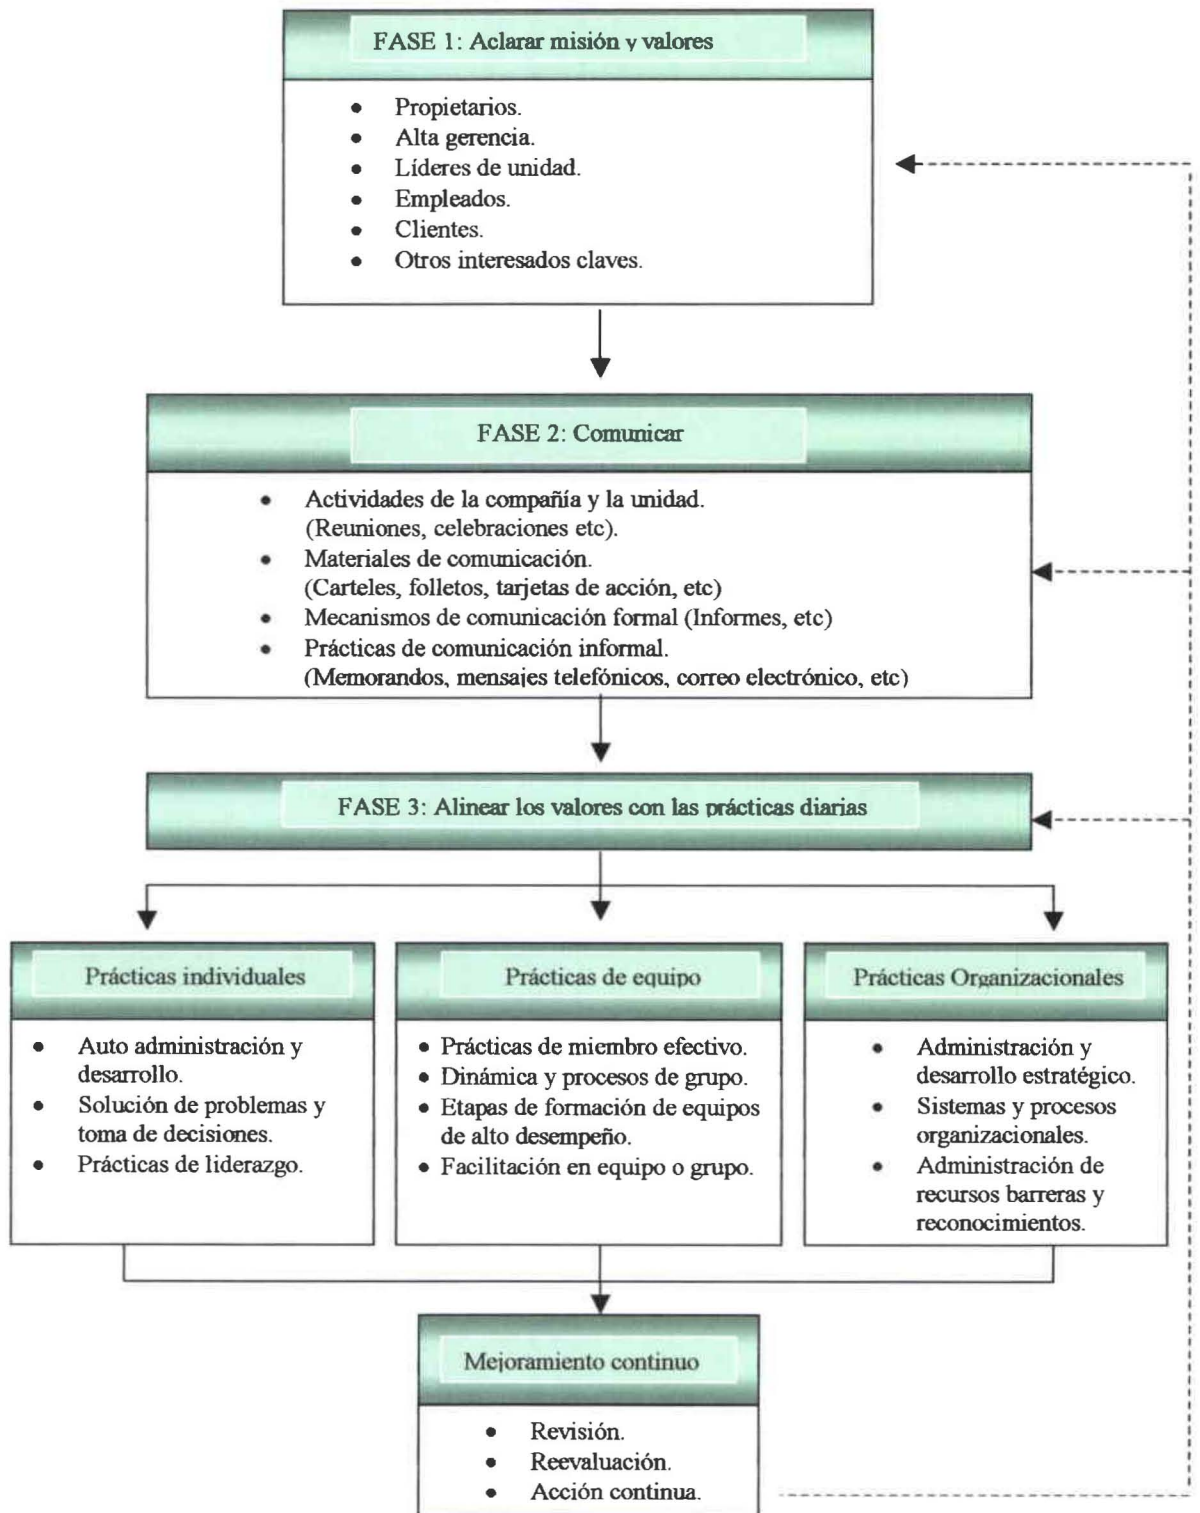 FASE 1: Aclarar misión y valores
• Propietarios.
• Alta gerencia.
• Líderes de unidad.
• Empleados.
• Clientes.
• Otros interesados claves.
FASE 2: Comunicar
• Actividades de la compañía y la unidad.
(Reuniones, celebraciones etc).
• Materiales de comunicación.
(Carteles, folletos, tarjetas de acción, etc)
• Mecanismos de comunicación formal (Informes, etc)
• Prácticas de comunicación informal.
(Memorandos, mensajes telefónicos, correo electrónico, etc)
FASE 3: Alinear los valores con las prácticas diarias
Prácticas individuales
• Auto administración y
desarrollo.
• Solución de problemas y
toma de decisiones.
• Prácticas de liderazgo.
Prácticas de equipo
• Prácticas de miembro efectivo.
• Dinámica y procesos de grupo.
• Etapas de formación de equipos
de alto desempeño.
• Facilitación en equipo o grupo.
Prácticas Organizacionales
• Administración y
desarrollo estratégico.
• Sistemas y procesos
organizacionales.
• Administración de
recursos barreras y
reconocimientos.
Mejoramiento continuo
• Revisión.
• Reevaluación.
• Acción continua.